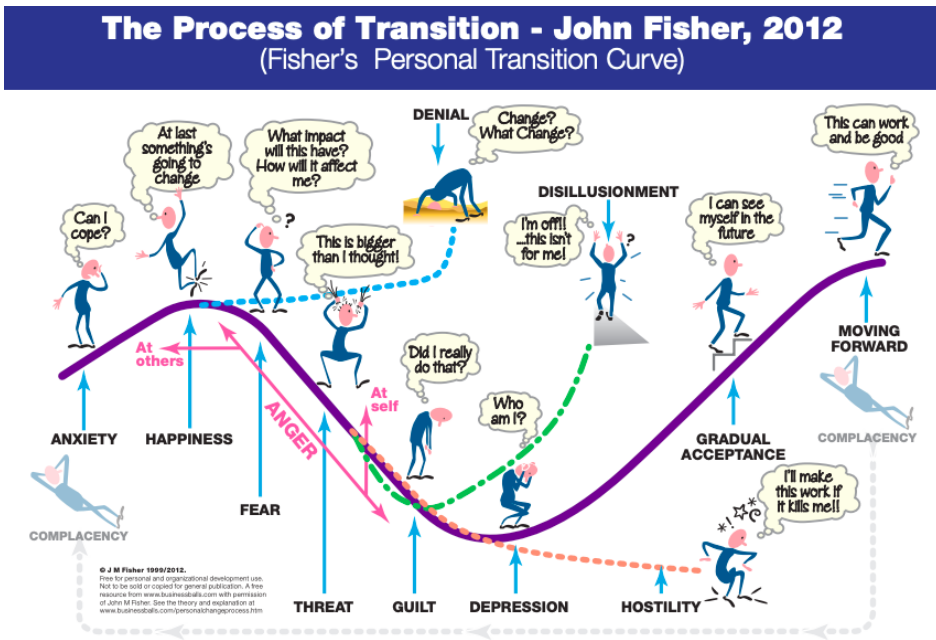 The Process of Transition - John Fisher, 2012
(Fisher's Personal Transition Curve)
DENIAL
Change?
What Change?
This can work
and be good
At last
something's
going to
change
What impact
will this have?
How will it affect
me?
?
DISILLUSIONMENT
Can I
cope?
I'm off!!
....this isn't
for me!
?
I can see
myself in the
future
This is bigger
than I thought!
MOVING
FORWARD
At
others
Did I really
do that?
At
self
ANGER
Who
am I?
ANXIETY
HAPPINESS
GRADUAL
ACCEPTANCE
COMPLACENCY
FEAR
I'll make
this work if
it kills me!!
COMPLACENCY
© J M Fisher 1999/2012.
Free for personal and organizational development use.
Not to be sold or copied for general publication. A free
resource from www.businessballs.com with permission
of John M Fisher. See the theory and explanation at
www.businessballs.com/personalchangeprocess.htm
THREAT
GUILT
DEPRESSION
HOSTILITY